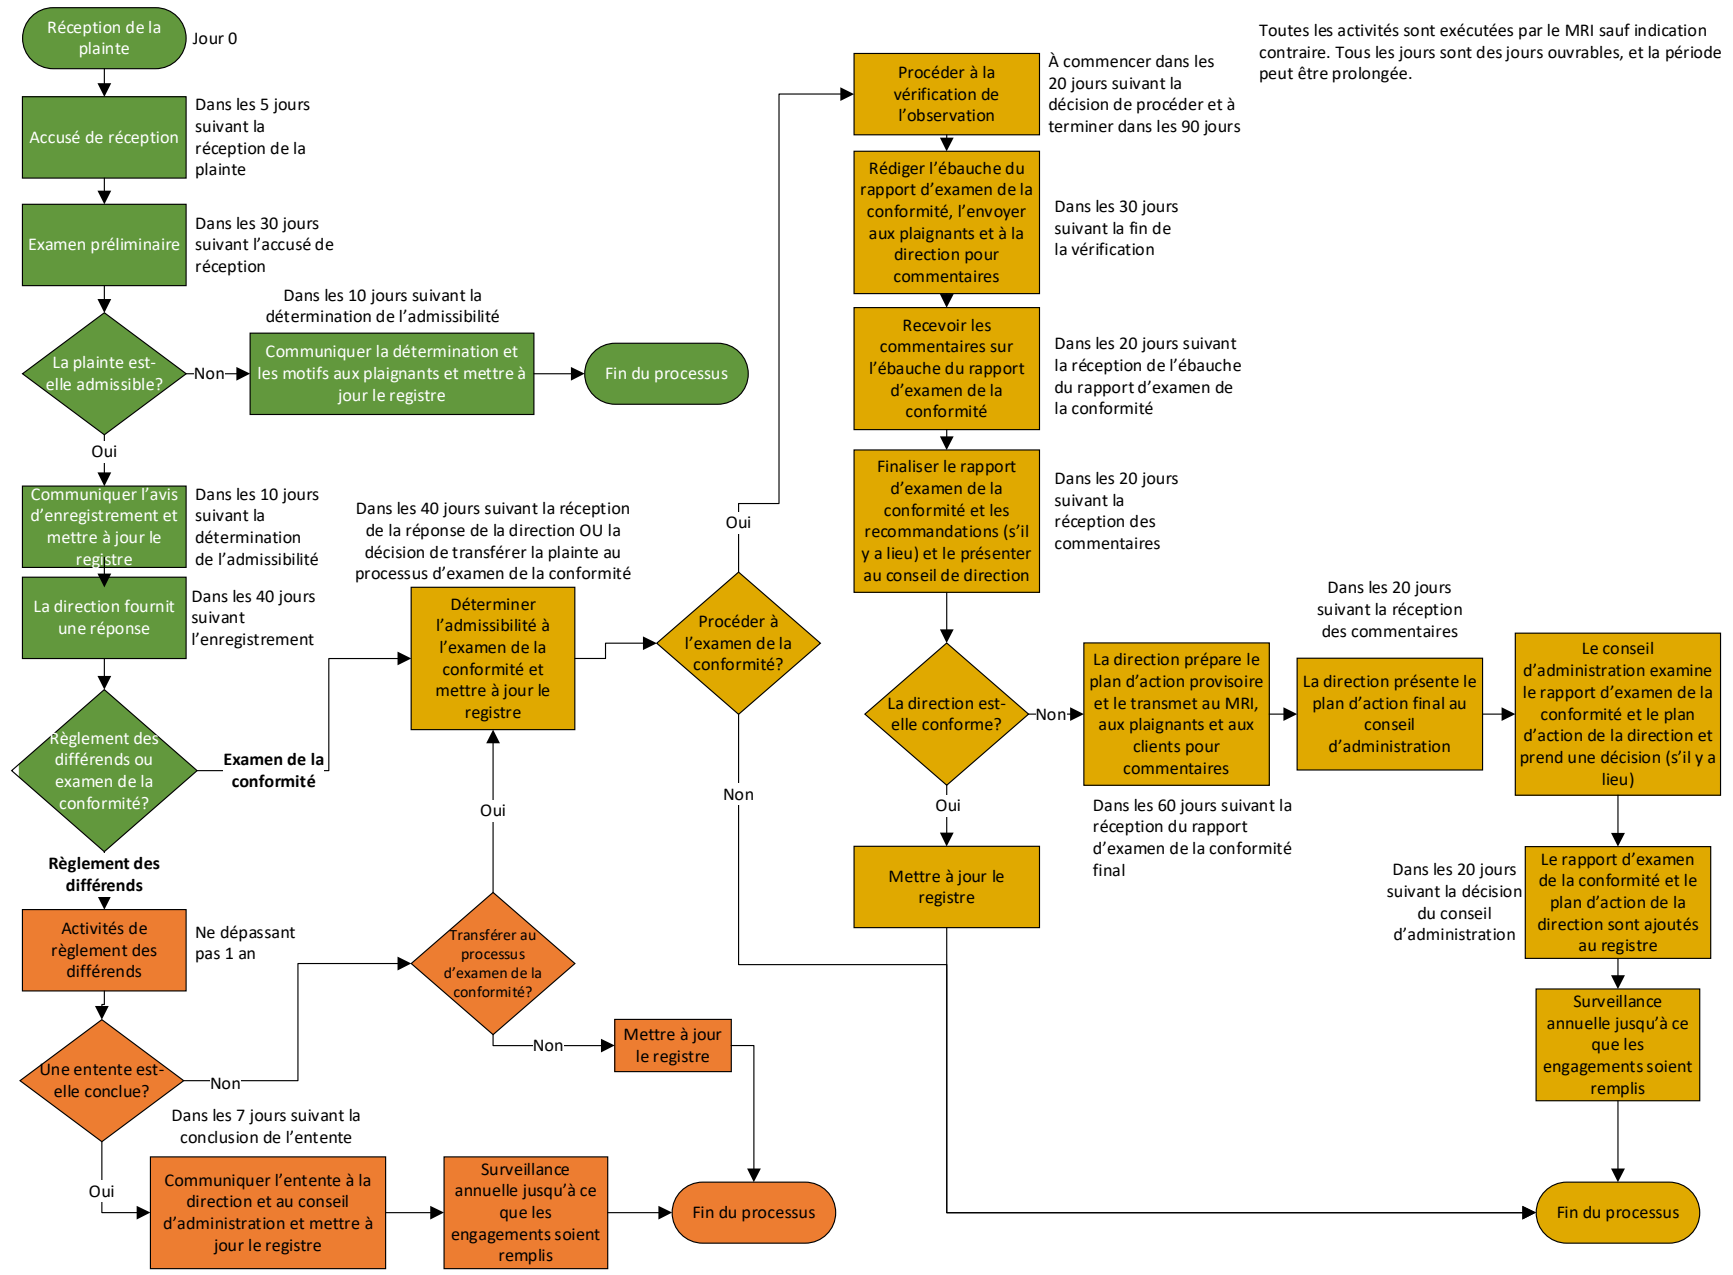 Réception de la
plainte
Jour 0
Accusé de réception
Dans les 5 jours
suivant la
réception de la
plainte
Examen préliminaire
Dans les 30 jours
suivant l’accusé de
réception
La plainte est-
elle admissible?
Non
Dans les 10 jours suivant la
détermination de l’admissibilité
Communiquer la détermination et
les motifs aux plaignants et mettre à
jour le registre
Fin du processus
Oui
Communiquer l’avis
d’enregistrement et
mettre à jour le
registre
Dans les 10 jours
suivant la
détermination
de l’admissibilité
La direction fournit
une réponse
Dans les 40 jours
suivant
l’enregistrement
Règlement des
différends ou
examen de la
conformité?
Examen de la
conformité
Règlement des
différends
Activités de
règlement des
différends
Ne dépassant
pas 1 an
Une entente est-
elle conclue?
Non
Oui
Dans les 7 jours suivant la
conclusion de l’entente
Communiquer l’entente à la
direction et au conseil
d’administration et mettre à
jour le registre
Surveillance
annuelle jusqu’à ce
que les
engagements soient
remplis
Fin du processus
Transférer au
processus
d’examen de la
conformité?
Oui
Non
Mettre à jour
le registre
Dans les 40 jours suivant la réception
de la réponse de la direction OU la
décision de transférer la plainte au
processus d’examen de la conformité
Déterminer
l’admissibilité à
l’examen de la
conformité et
mettre à jour le
registre
Procéder à
l’examen de la
conformité?
Oui
Non
Procéder à la
vérification de
l’observation
À commencer dans les
20 jours suivant la
décision de procéder et à
terminer dans les 90 jours
Toutes les activités sont exécutées par le MRI sauf indication
contraire. Tous les jours sont des jours ouvrables, et la période
peut être prolongée.
Rédiger l’ébauche du
rapport d’examen de la
conformité, l’envoyer
aux plaignants et à la
direction pour
commentaires
Dans les 30 jours
suivant la fin de
la vérification
Recevoir les
commentaires sur
l’ébauche du rapport
d’examen de la
conformité
Dans les 20 jours suivant
la réception de l’ébauche
du rapport d’examen de
la conformité
Finaliser le rapport
d’examen de la
conformité et les
recommandations (s’il
y a lieu) et le présenter
au conseil de direction
Dans les 20 jours
suivant la
réception des
commentaires
La direction est-
elle conforme?
Non
Oui
Mettre à jour le
registre
La direction prépare le
plan d’action provisoire
et le transmet au MRI,
aux plaignants et aux
clients pour
commentaires
Dans les 60 jours suivant la
réception du rapport
d’examen de la conformité
final
Dans les 20 jours
suivant la réception
des commentaires
La direction présente le
plan d’action final au
conseil
d’administration
Le conseil
d’administration examine
le rapport d’examen de la
conformité et le plan
d’action de la direction et
prend une décision (s’il y a
lieu)
Dans les 20 jours
suivant la décision
du conseil
d’administration
Le rapport d’examen
de la conformité et le
plan d’action de la
direction sont ajoutés
au registre
Surveillance
annuelle jusqu’à ce
que les
engagements soient
remplis
Fin du processus